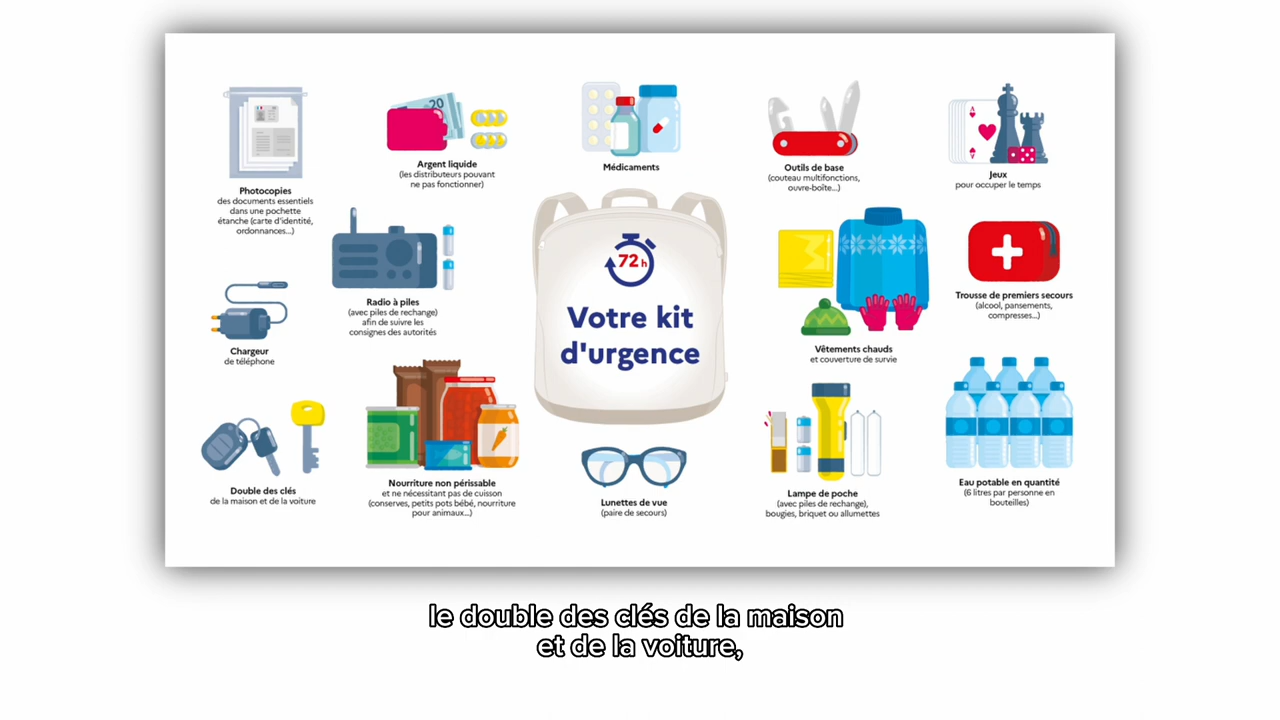 20
A
Photocopies
des documents essentiels
dans une pochette
étanche (carte d'identité,
ordonnances...)
Argent liquide
(les distributeurs pouvant
ne pas fonctionner)
Médicaments
Outils de base
(couteau multifonctions,
ouvre-boîte...)
Jeux
pour occuper le temps
Radio à piles
(avec piles de rechange)
afin de suivre les
consignes des autorités
72h
Votre kit
d'urgence
Vêtements chauds
et couverture de survie
Trousse de premiers secours
(alcool, pansements,
compresses...)
Chargeur
de téléphone
Double des clés
de la maison et de la voiture
Nourriture non périssable
et ne nécessitant pas de cuisson
(conserves, petits pots bébé, nourriture
pour animaux...)
Lunettes de vue
(paire de secours)
Lampe de poche
(avec piles de rechange),
bougies, briquet ou allumettes
Eau potable en quantité
(6 litres par personne en
bouteilles)
le double des clés de la maison
et de la voiture,